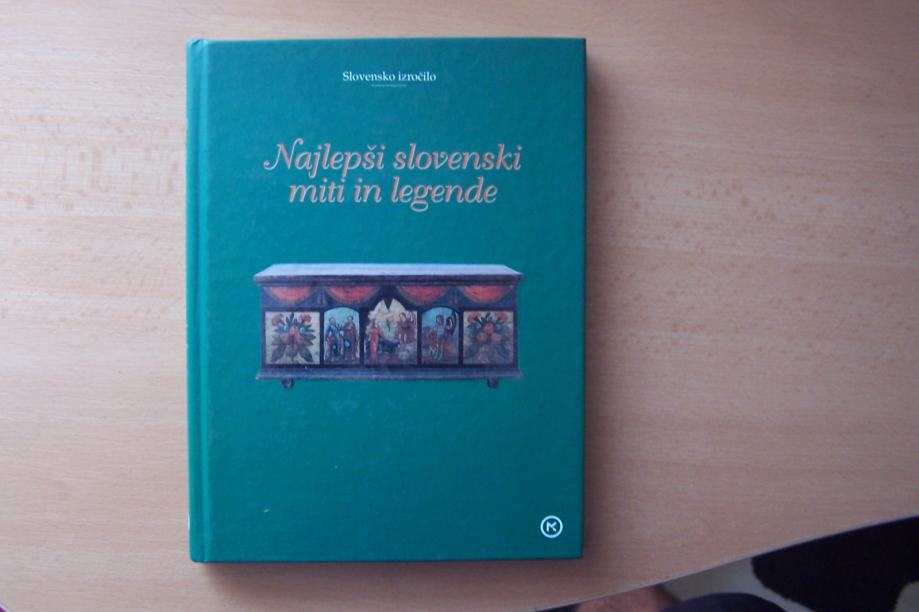 Slovensko izročilo
Najlepši slovenski
miti in legende